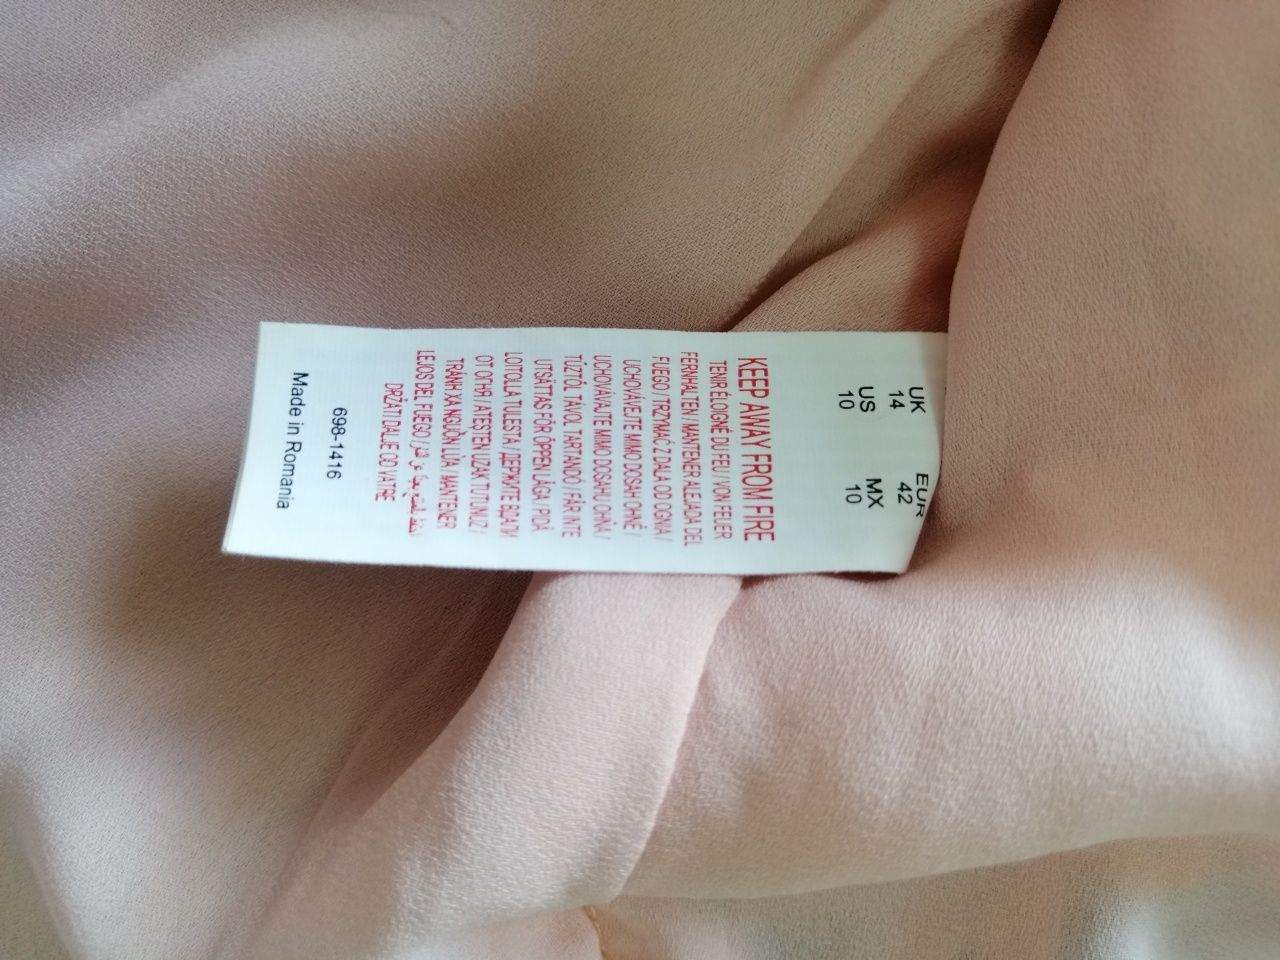 UK EUR
14 42
US MX
10 10
KEEP AWAY FROM FIRE
TENIR ÉLOIGNÉ DU FEU / VON FEUER
FERNHALTEN / MANTENER ALEJADA DEL
FUEGO / TRZYMAĆ Z DALA OD OGNIA /
UCHOVÁVEJTE MIMO DOSAH OHNĚ /
UCHOVÁVAJTE MIMO DOSAHU OHŇA /
TŰZTŐL TÁVOL TARTANDÓ / FÅR INTE
UTSÄTTAS FÖR ÖPPEN LÅGA / PIDÄ
LOITOLLA TULESTA / ДЕРЖИТЕ ВДАЛИ
ОТ ОГНЯ / ATEŞTEN UZAK TUTUNUZ /
TRÁNH XA NGUỒN LỬA / MANTENER
LEJOS DEL FUEGO /
DRŽATI DALJE OD VATRE
698-1416
Made in Romania